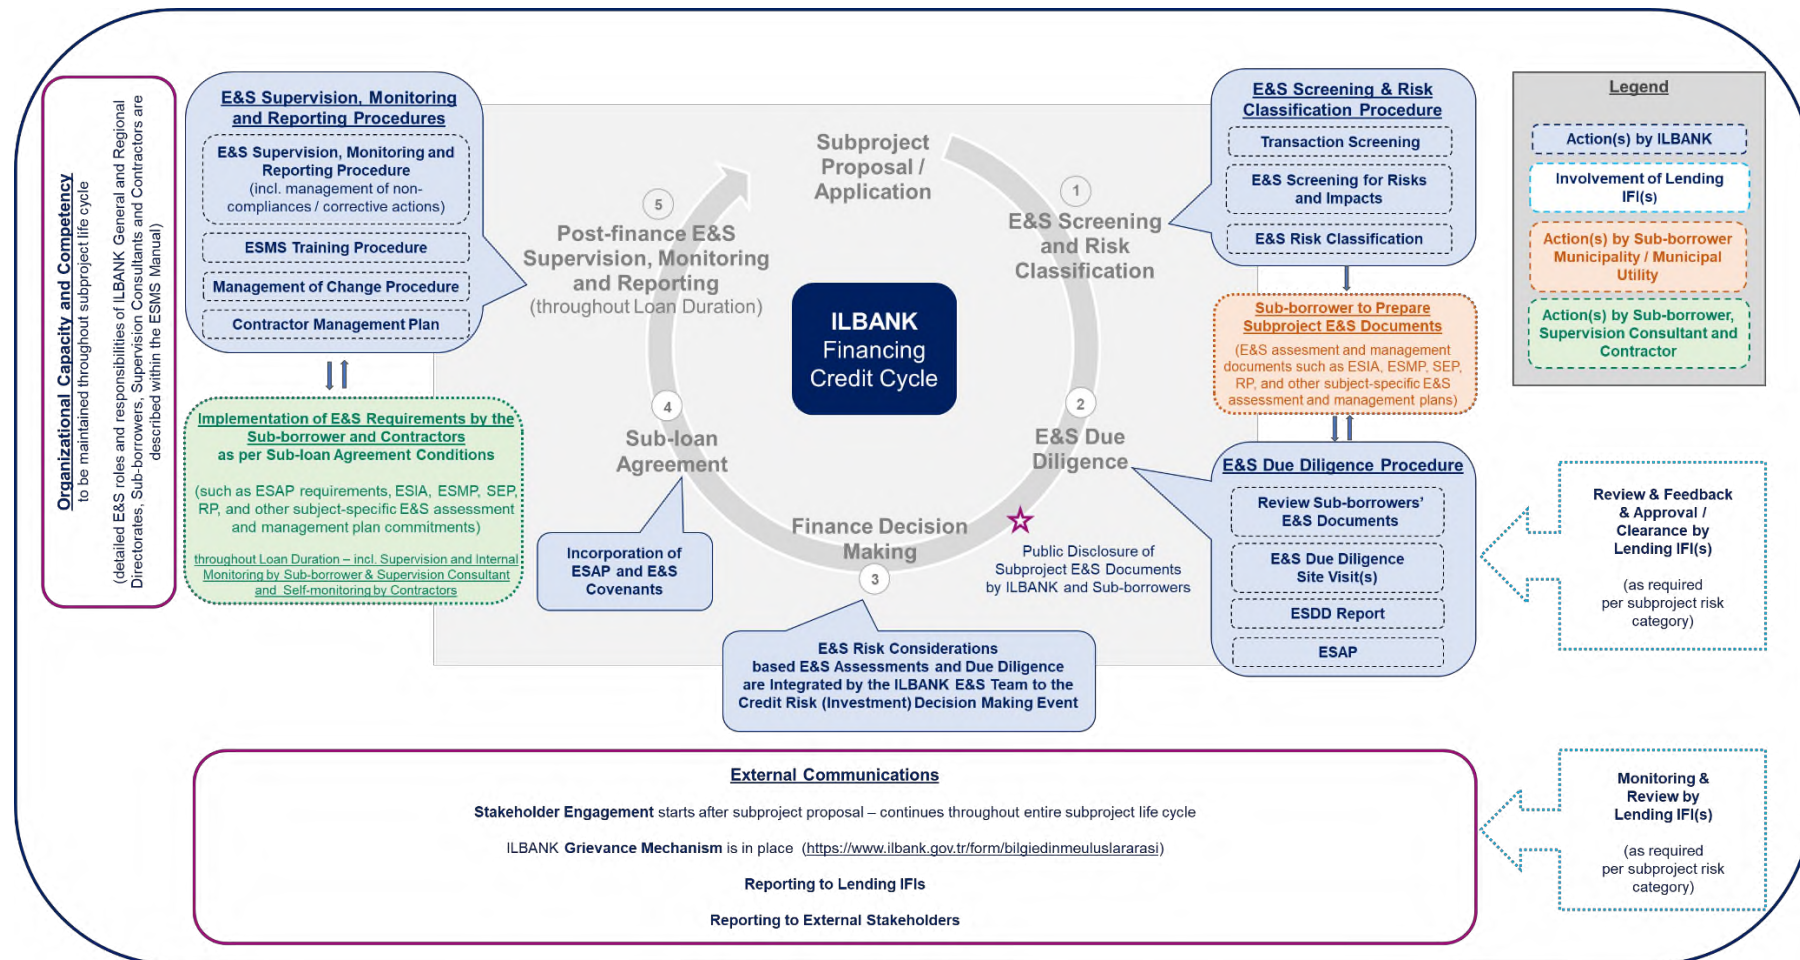 Organizational Capacity and Competency
to be maintained throughout subproject life cycle
(detailed E&S roles and responsibilities of ILBANK General and Regional
Directorates, Sub-borrowers, Supervision Consultants and Contractors are
described within the ESMS Manual)
E&S Supervision, Monitoring
and Reporting Procedures
E&S Supervision, Monitoring and
Reporting Procedure
(incl. management of non-
compliances / corrective actions)
ESMS Training Procedure
Management of Change Procedure
Contractor Management Plan
Implementation of E&S Requirements by the
Sub-borrower and Contractors
as per Sub-loan Agreement Conditions
(such as ESAP requirements, ESIA, ESMP, SEP,
RP, and other subject-specific E&S assessment
and management plan commitments)
throughout Loan Duration – incl. Supervision and Internal
Monitoring by Sub-borrower & Supervision Consultant
and Self-monitoring by Contractors
Subproject
Proposal /
Application
1
E&S Screening
and Risk
Classification
2
E&S Due
Diligence
Public Disclosure of
Subproject E&S Documents
by ILBANK and Sub-borrowers
Finance Decision
Making
3
4
Sub-loan
Agreement
5
Post-finance E&S
Supervision, Monitoring
and Reporting
(throughout Loan Duration)
ILBANK
Financing
Credit Cycle
Incorporation of
ESAP and E&S
Covenants
E&S Risk Considerations
based E&S Assessments and Due Diligence
are Integrated by the ILBANK E&S Team to the
Credit Risk (Investment) Decision Making Event
E&S Screening & Risk
Classification Procedure
Transaction Screening
E&S Screening for Risks
and Impacts
E&S Risk Classification
Sub-borrower to Prepare
Subproject E&S Documents
(E&S assesment and management
documents such as ESIA, ESMP, SEP,
RP, and other subject-specific E&S
assessment and management plans)
E&S Due Diligence Procedure
Review Sub-borrowers'
E&S Documents
E&S Due Diligence
Site Visit(s)
ESDD Report
ESAP
Legend
Action(s) by ILBANK
Involvement of Lending
IFI(s)
Action(s) by Sub-borrower
Municipality / Municipal
Utility
Action(s) by Sub-borrower,
Supervision Consultant and
Contractor
Review & Feedback
& Approval /
Clearance by
Lending IFI(s)
(as required
per subproject risk
category)
External Communications
Stakeholder Engagement starts after subproject proposal – continues throughout entire subproject life cycle
ILBANK Grievance Mechanism is in place (https://www.ilbank.gov.tr/form/bilgiedinmeuluslararasi)
Reporting to Lending IFIs
Reporting to External Stakeholders
Monitoring &
Review by
Lending IFI(s)
(as required
per subproject risk
category)